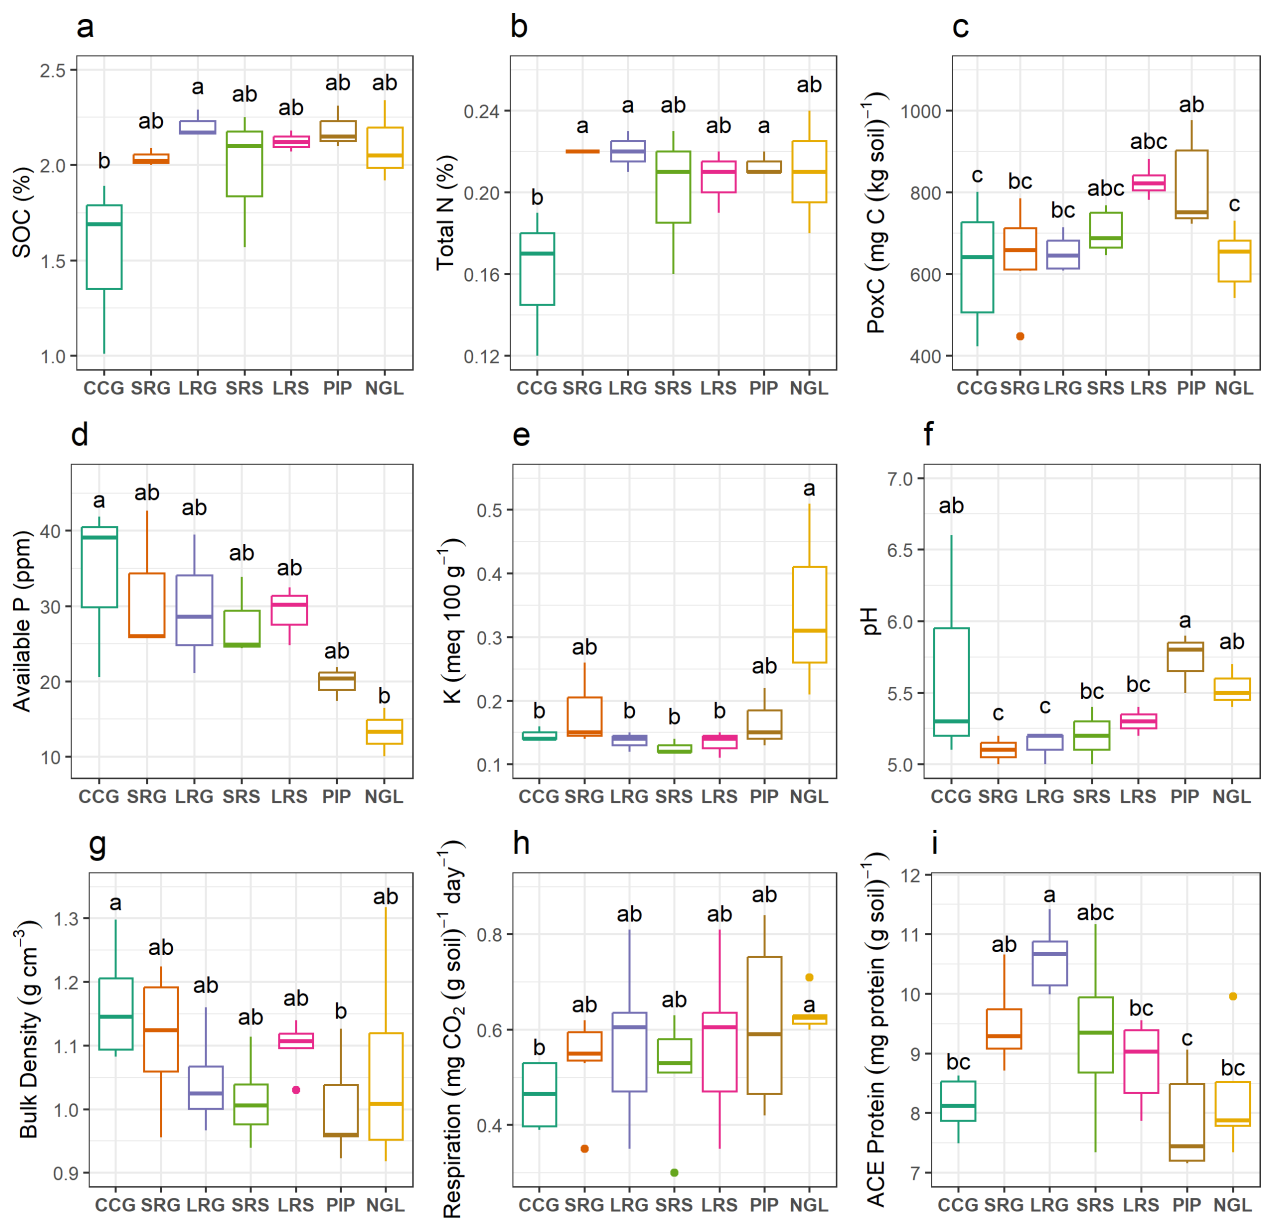 a
b
c
SOC (%)
2.5
2.0
1.5
1.0
b
ab
a
ab
ab
ab
ab
CCG SRG LRG SRS LRS PIP NGL
Total N (%)
0.24
0.20
0.16
0.12
b
a
a
ab
ab
a
ab
CCG SRG LRG SRS LRS PIP NGL
PoxC (mg C (kg soil)⁻¹)
1000
800
600
400
c
bc
bc
abc
abc
ab
c
CCG SRG LRG SRS LRS PIP NGL
d
e
f
Available P (ppm)
40
30
20
10
a
ab
ab
ab
ab
ab
b
CCG SRG LRG SRS LRS PIP NGL
K (meq 100 g⁻¹)
0.5
0.4
0.3
0.2
0.1
b
ab
b
b
b
ab
a
CCG SRG LRG SRS LRS PIP NGL
pH
7.0
6.5
6.0
5.5
5.0
ab
c
c
bc
bc
a
ab
CCG SRG LRG SRS LRS PIP NGL
g
h
i
Bulk Density (g cm⁻³)
1.3
1.2
1.1
1.0
0.9
a
ab
ab
ab
ab
b
ab
CCG SRG LRG SRS LRS PIP NGL
Respiration (mg CO₂ (g soil)⁻¹ day⁻¹)
0.8
0.6
0.4
b
ab
ab
ab
ab
ab
a
CCG SRG LRG SRS LRS PIP NGL
ACE Protein (mg protein (g soil)⁻¹)
12
11
10
9
8
7
bc
ab
a
abc
bc
c
bc
CCG SRG LRG SRS LRS PIP NGL